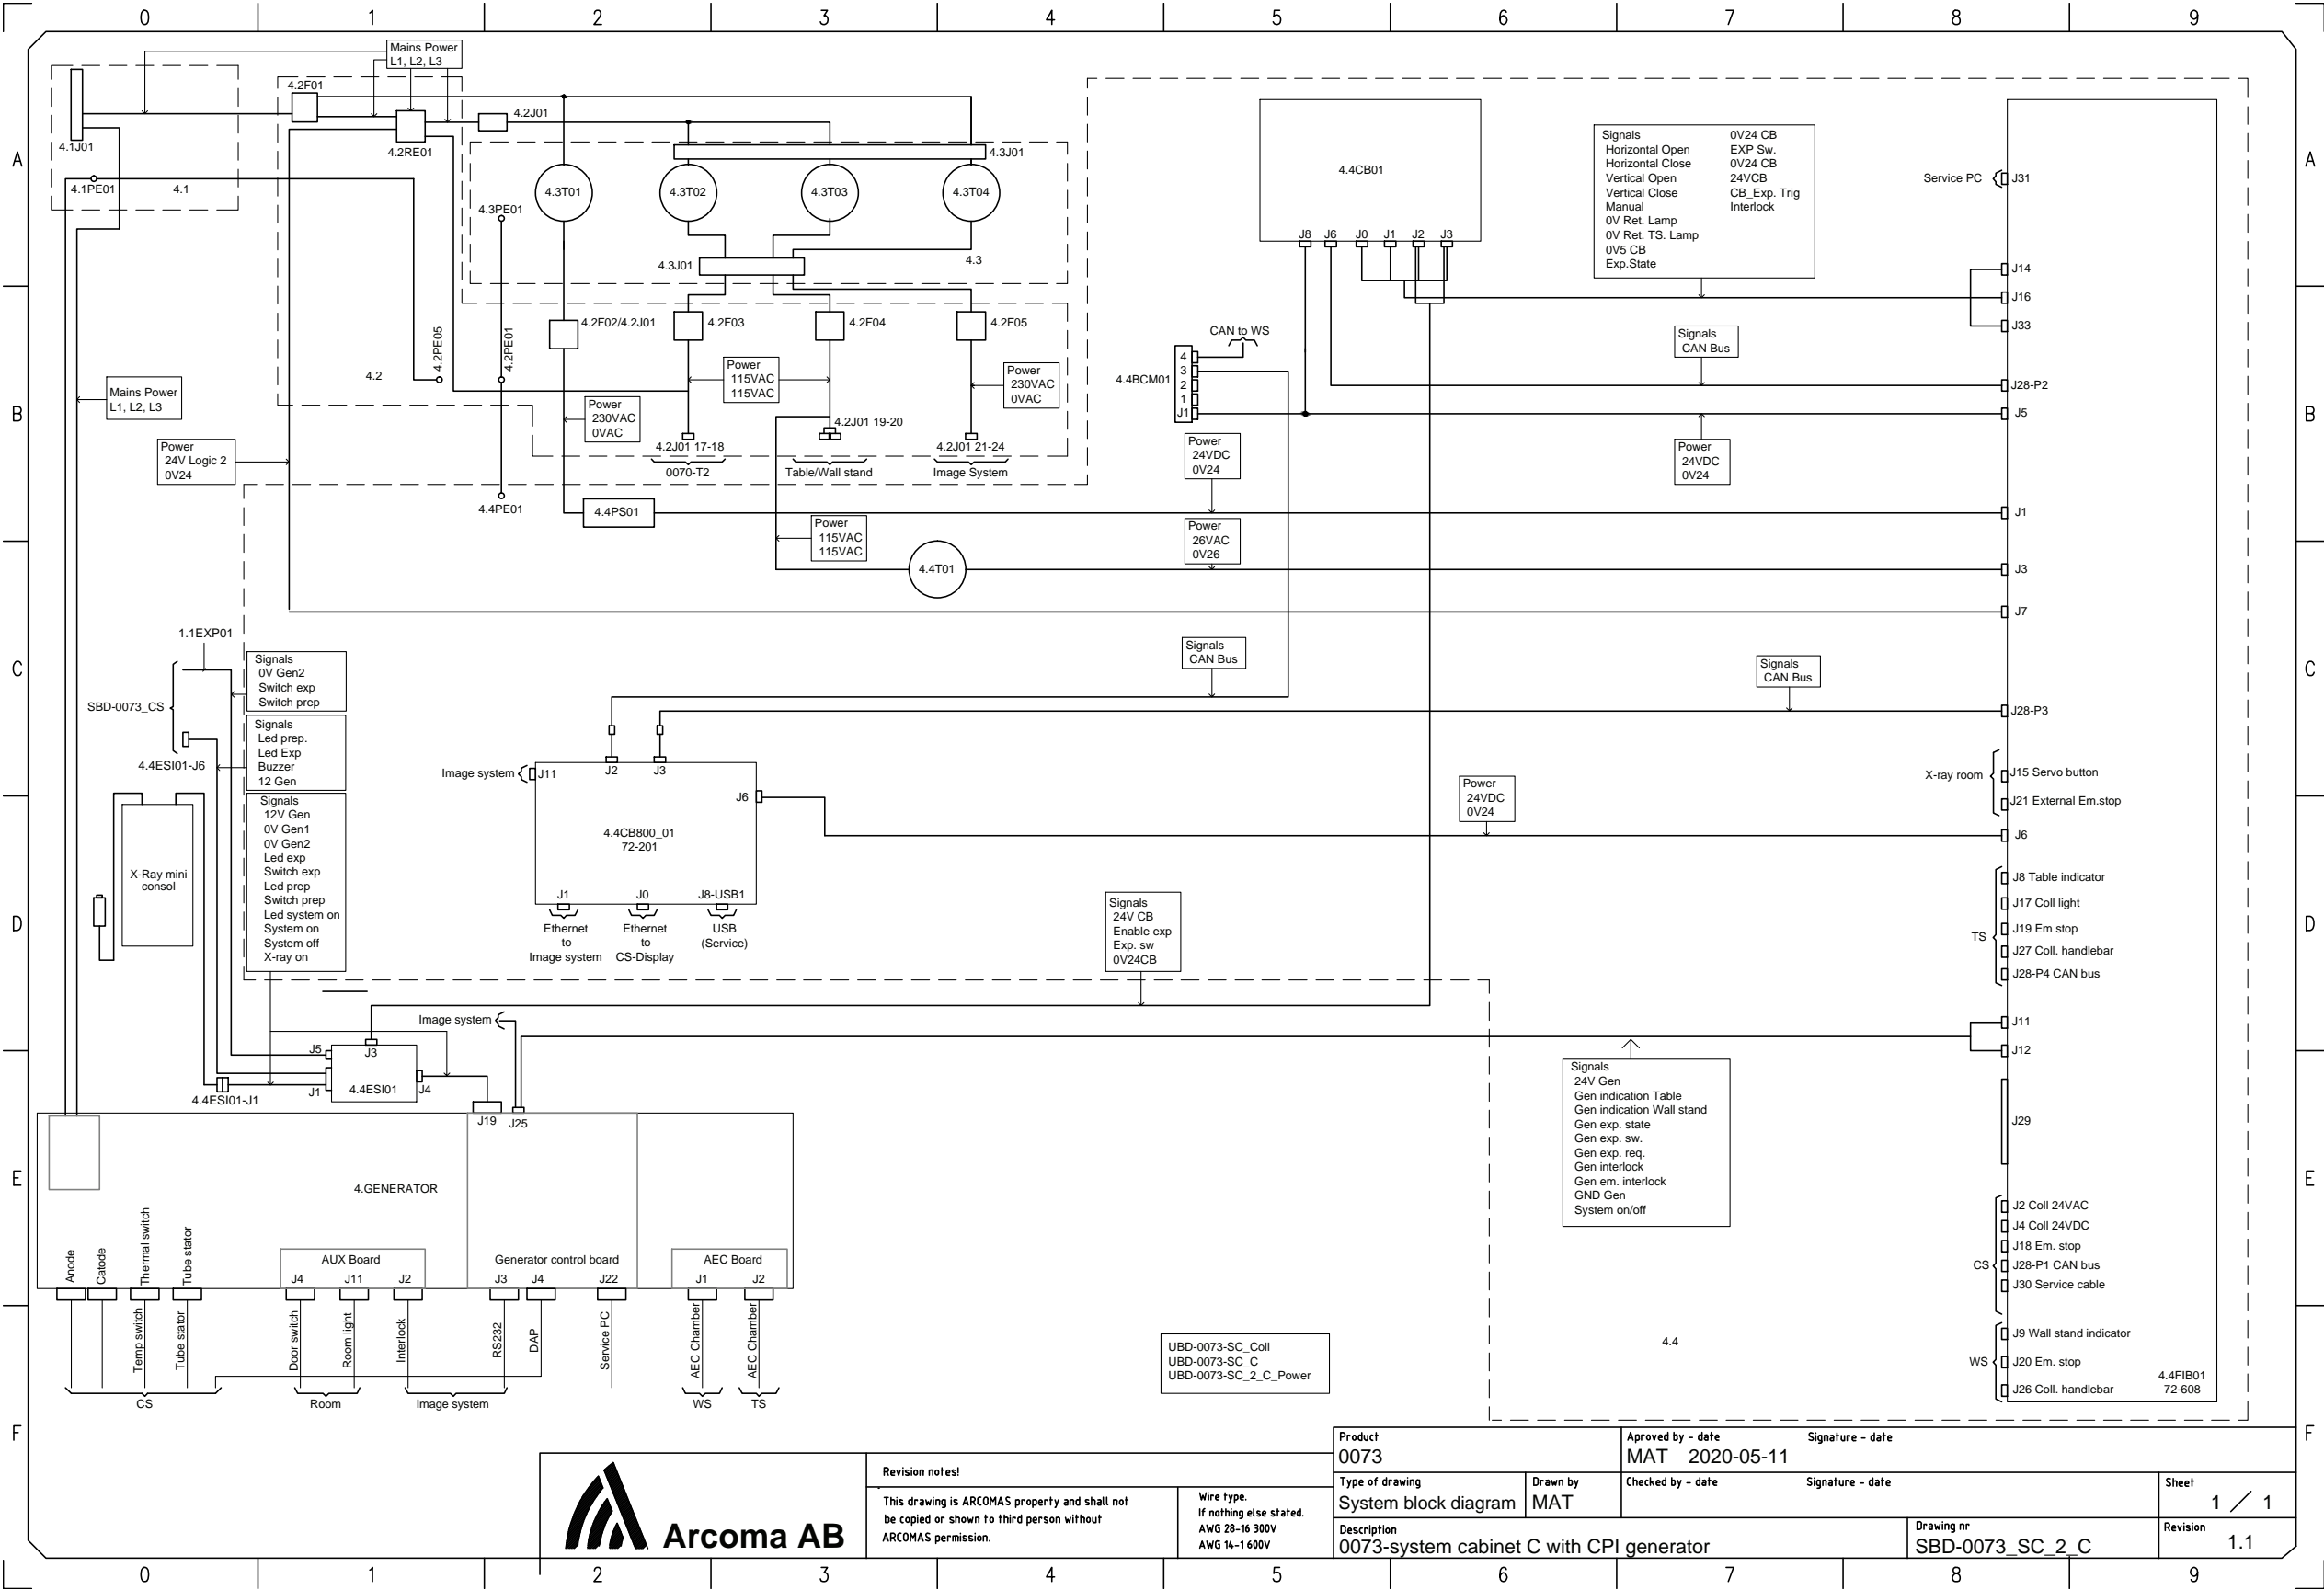 0 1 2 3 4 5 6 7 8 9
A
B
C
D
E
F
A
B
C
D
E
F
Mains Power
L1, L2, L3
4.2F01
4.1J01
4.1PE01
4.1
4.2RE01
4.2J01
4.3J01
4.3T01
4.3T02
4.3T03
4.3T04
4.3PE01
4.3J01
4.3
4.2PE05
4.2PE01
4.2
4.2F02/4.2J01
4.2F03
4.2F04
4.2F05
Mains Power
L1, L2, L3
Power
115VAC
115VAC
Power
230VAC
0VAC
Power
230VAC
0VAC
Power
24V Logic 2
0V24
4.2J01 17-18
0070-T2
4.2J01 19-20
Table/Wall stand
4.2J01 21-24
Image System
4.4PE01
4.4PS01
Power
115VAC
115VAC
4.4T01
4.4CB01
J8 J6 J0 J1 J2 J3
CAN to WS
4.4BCM01
4
3
2
1
J1
Power
24VDC
0V24
Power
26VAC
0V26
Signals
Horizontal Open
Horizontal Close
Vertical Open
Vertical Close
Manual
0V Ret. Lamp
0V Ret. TS. Lamp
0V5 CB
Exp.State
0V24 CB
EXP Sw.
0V24 CB
24VCB
CB_Exp. Trig
Interlock
Signals
CAN Bus
Power
24VDC
0V24
Service PC
J31
J14
J16
J33
J28-P2
J5
J1
J3
J7
1.1EXP01
SBD-0073_CS
4.4ESI01-J6
Signals
0V Gen2
Switch exp
Switch prep
Signals
Led prep.
Led Exp
Buzzer
12 Gen
Signals
12V Gen
0V Gen1
0V Gen2
Led exp
Switch exp
Led prep
Switch prep
Led system on
System on
System off
X-ray on
X-Ray mini
consol
Signals
CAN Bus
Signals
CAN Bus
J28-P3
Image system
J11
J2
J3
J6
4.4CB800_01
72-201
J1
J0
J8-USB1
Ethernet
to
Image system
Ethernet
to
CS-Display
USB
(Service)
Power
24VDC
0V24
X-ray room
J15 Servo button
J21 External Em.stop
J6
Signals
24V CB
Enable exp
Exp. sw
0V24CB
TS
J8 Table indicator
J17 Coll light
J19 Em stop
J27 Coll. handlebar
J28-P4 CAN bus
J11
J12
Image system
J5
J3
J1
4.4ESI01
J4
4.4ESI01-J1
J19
J25
Signals
24V Gen
Gen indication Table
Gen indication Wall stand
Gen exp. state
Gen exp. sw.
Gen exp. req.
Gen interlock
Gen em. interlock
GND Gen
System on/off
J29
4.GENERATOR
Anode
Catode
Thermal switch
Tube stator
AUX Board
J4 J11 J2
Generator control board
J3 J4 J22
AEC Board
J1 J2
Temp switch
Tube stator
Door switch
Room light
Interlock
RS232
DAP
Service PC
AEC Chamber
AEC Chamber
CS
Room
Image system
WS
TS
CS
J2 Coll 24VAC
J4 Coll 24VDC
J18 Em. stop
J28-P1 CAN bus
J30 Service cable
WS
J9 Wall stand indicator
J20 Em. stop
J26 Coll. handlebar
4.4FIB01
72-608
4.4
UBD-0073-SC_Coll
UBD-0073-SC_C
UBD-0073-SC_2_C_Power
Arcoma AB
Revision notes!
This drawing is ARCOMAS property and shall not
be copied or shown to third person without
ARCOMAS permission.
Wire type.
If nothing else stated.
AWG 28-16 300V
AWG 14-1 600V
Product
0073
Aproved by - date
MAT 2020-05-11
Signature - date
Type of drawing
System block diagram
Drawn by
MAT
Checked by - date
Signature - date
Sheet
1 / 1
Description
0073-system cabinet C with CPI generator
Drawing nr
SBD-0073_SC_2_C
Revision
1.1
0 1 2 3 4 5 6 7 8 9